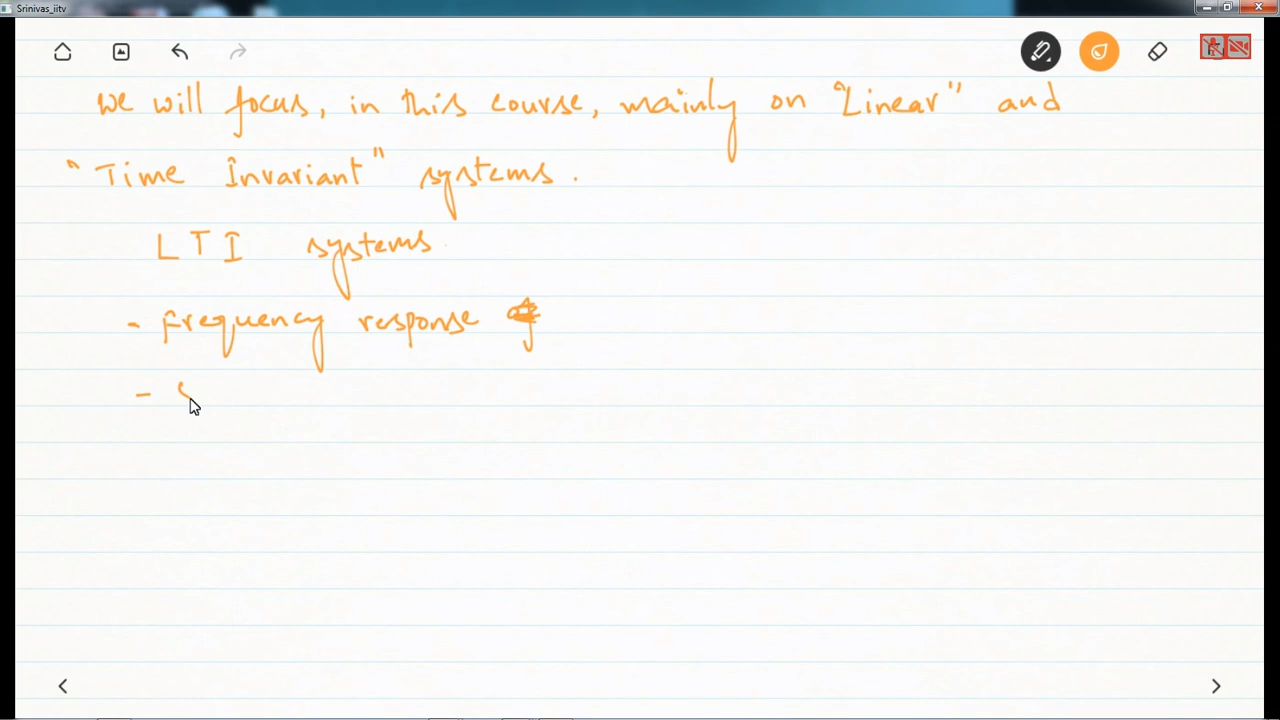 Srinivas_iitv
We will focus, in this course, mainly on "Linear" and
"Time Invariant" systems.
LTI systems
- Frequency response
-